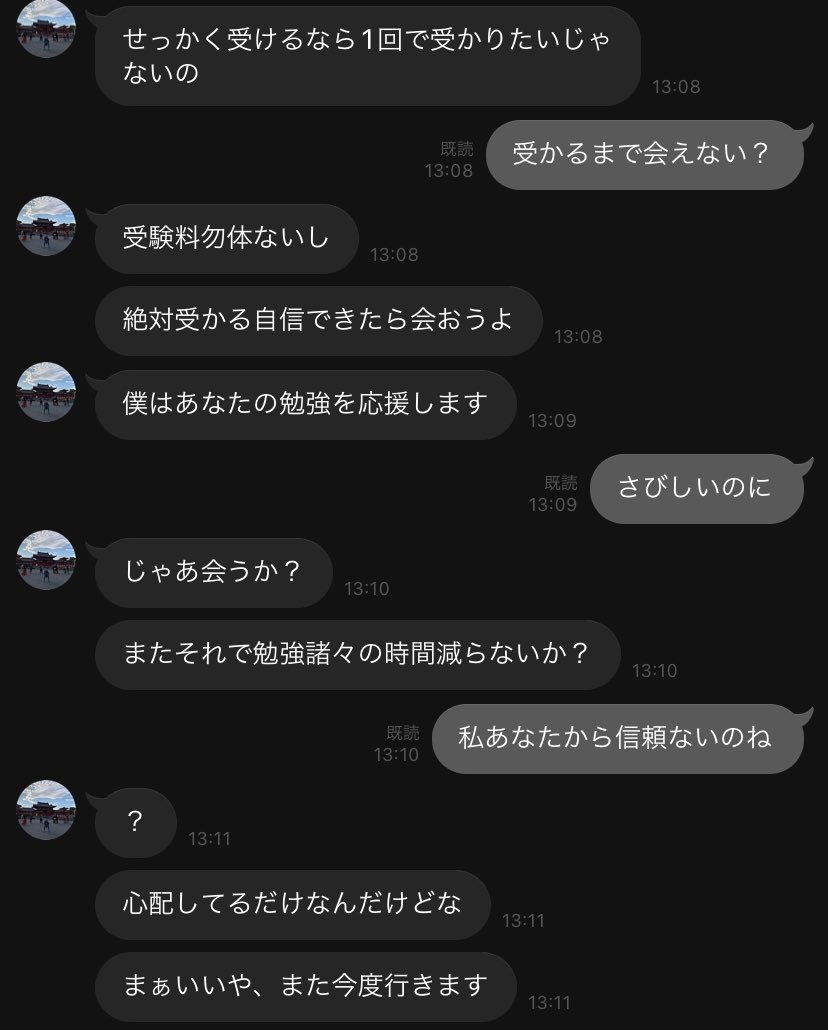 せっかく受けるなら1回で受かりたいじゃ
ないの
13:08
既読
13:08
受かるまで会えない？
受験料勿体ないし
13:08
絶対受かる自信できたら会おうよ
13:08
僕はあなたの勉強を応援します
13:09
既読
13:09
さびしいのに
じゃあ会うか？
13:10
またそれで勉強諸々の時間減らないか？
13:10
既読
13:10
私あなたから信頼ないのね
？
13:11
心配してるだけなんだけどな
13:11
まぁいいや、また今度行きます
13:11